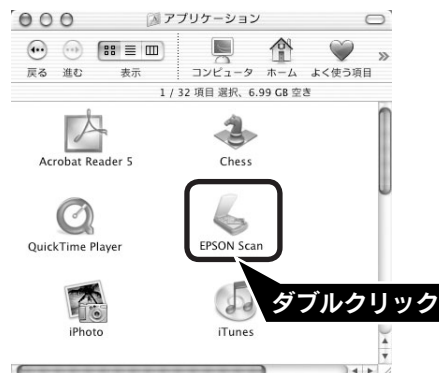 アプリケーション
戻る 進む 表示 コンピュータ ホーム よく使う項目
1 / 32 項目 選択、6.99 GB 空き
Acrobat Reader 5 Chess
QuickTime Player EPSON Scan
ダブルクリック
iPhoto iTunes